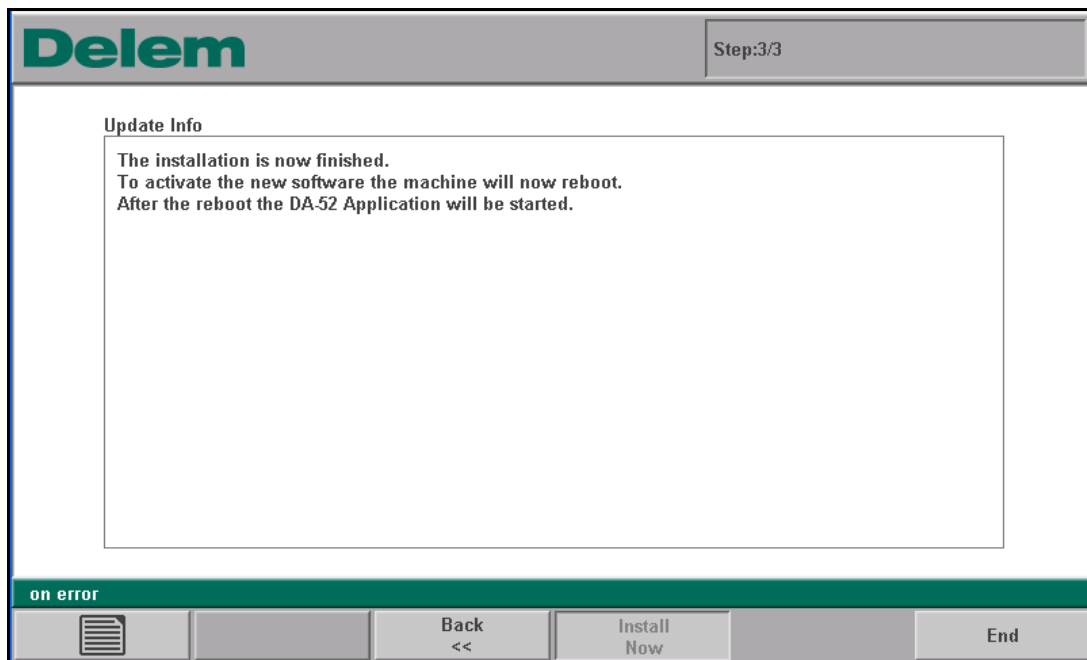 Delem
Step:3/3
Update Info
The installation is now finished.
To activate the new software the machine will now reboot.
After the reboot the DA-52 Application will be started.
on error
Back
<<
Install
Now
End